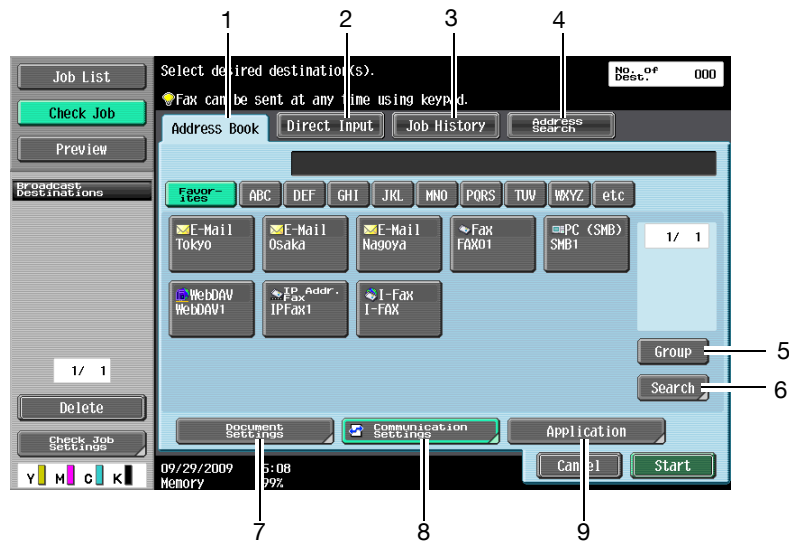 1 2 3 4
Job List
Check Job
Preview
Broadcast
Destinations
1/ 1
Delete
Check Job
Settings
Y M C K
Select desired destination(s).
Fax can be sent at any time using keypad.
No. of
Dest. 000
Address Book Direct Input Job History Address
Search
Favor-
ites ABC DEF GHI JKL MNO PQRS TUV WXYZ etc
E-Mail
Tokyo
E-Mail
Osaka
E-Mail
Nagoya
Fax
FAX01
PC (SMB)
SMB1
1/ 1
WebDAV
WebDAV1
IP Addr.
Fax
IPFax1
I-Fax
I-FAX
Group 5
Search 6
Document
Settings
Communication
Settings
Application
09/29/2009 5:08
Memory 99%
Cancel Start
7 8 9